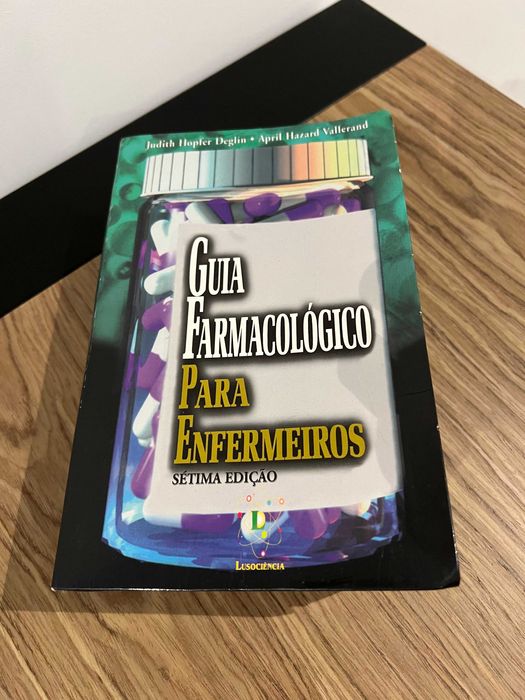 Judith Hopfer Deglin • April Hazard Vallerand
GUIA
FARMACOLÓGICO
PARA
ENFERMEIROS
SÉTIMA EDIÇÃO
L
LUSOCIÊNCIA